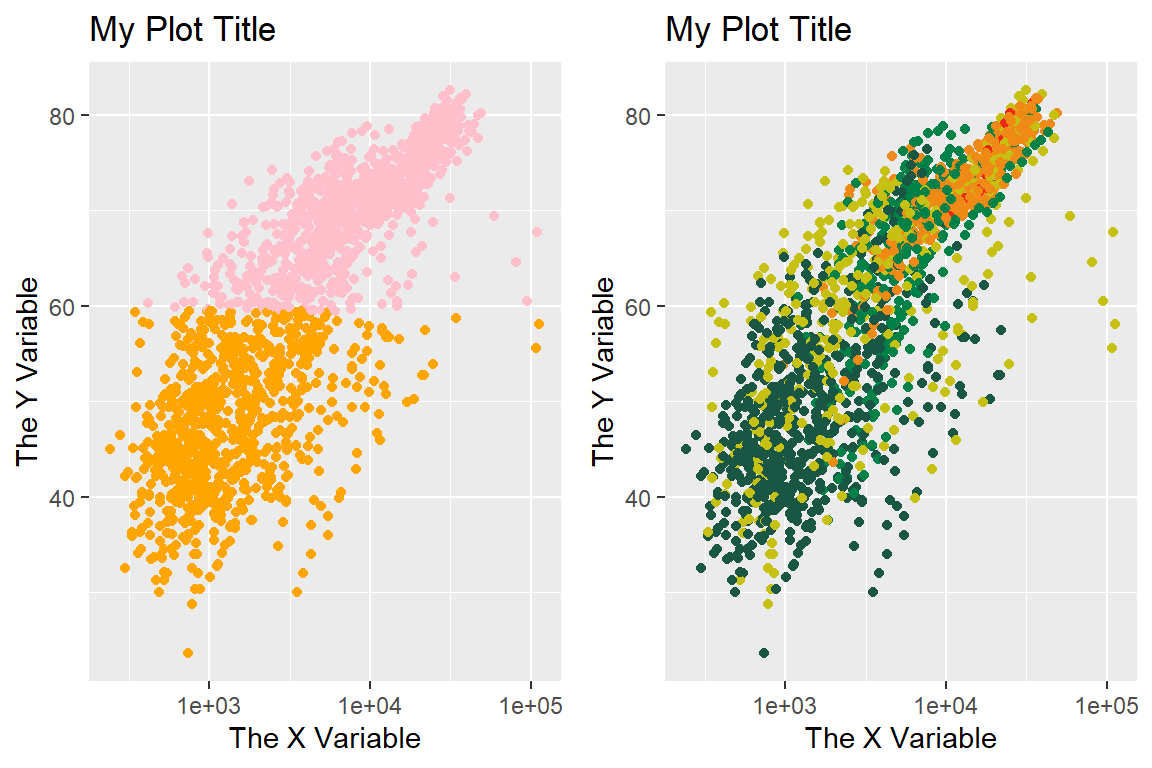 My Plot Title
80
60
40
The Y Variable
1e+03 1e+04 1e+05
The X Variable
My Plot Title
80
60
40
The Y Variable
1e+03 1e+04 1e+05
The X Variable